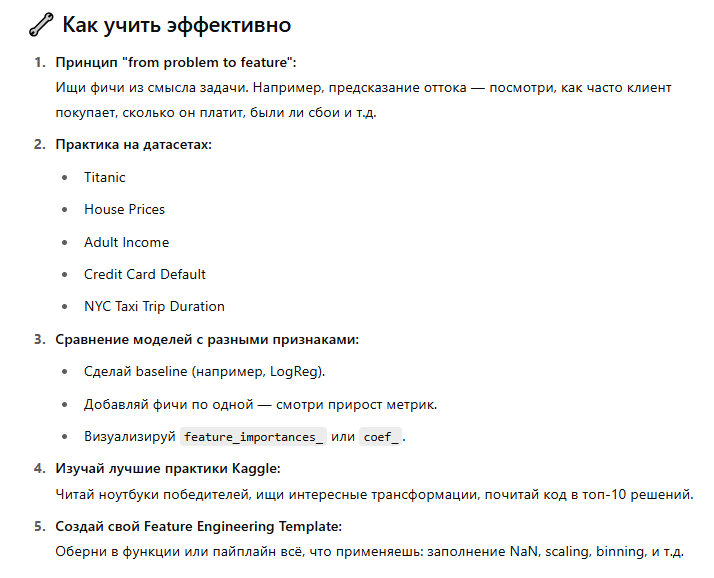 Как учить эффективно
1. Принцип "from problem to feature":
Ищи фичи из смысла задачи. Например, предсказание оттока — посмотри, как часто клиент
покупает, сколько он платит, были ли сбои и т.д.
2. Практика на датасетах:
• Titanic
• House Prices
• Adult Income
• Credit Card Default
• NYC Taxi Trip Duration
3. Сравнение моделей с разными признаками:
• Сделай baseline (например, LogReg).
• Добавляй фичи по одной — смотри прирост метрик.
• Визуализируй feature_importances_ или coef_.
4. Изучай лучшие практики Kaggle:
Читай ноутбуки победителей, ищи интересные трансформации, почитай код в топ-10 решений.
5. Создай свой Feature Engineering Template:
Оберни в функции или пайплайн всё, что применяешь: заполнение NaN, scaling, binning, и т.д.